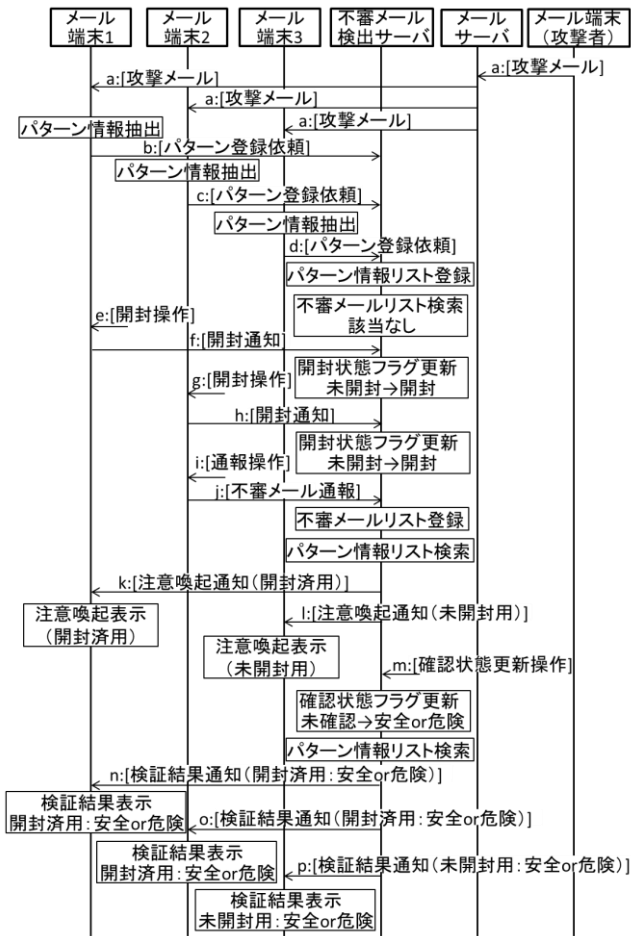 メール
端末1
メール
端末2
メール
端末3
不審メール
検出サーバ
メール
サーバ
メール端末
（攻撃者）
a:[攻撃メール]
a:[攻撃メール]
a:[攻撃メール]
a:[攻撃メール]
パターン情報抽出
b:[パターン登録依頼]
パターン情報抽出
c:[パターン登録依頼]
パターン情報抽出
d:[パターン登録依頼]
パターン情報リスト登録
不審メールリスト検索
該当なし
e:[開封操作]
f:[開封通知]
開封状態フラグ更新
未開封→開封
g:[開封操作]
h:[開封通知]
開封状態フラグ更新
未開封→開封
i:[通報操作]
j:[不審メール通報]
不審メールリスト登録
パターン情報リスト検索
k:[注意喚起通知（開封済用）]
注意喚起表示
（開封済用）
l:[注意喚起通知（未開封用）]
注意喚起表示
（未開封用）
m:[確認状態更新操作]
確認状態フラグ更新
未確認→安全or危険
パターン情報リスト検索
n:[検証結果通知（開封済用：安全or危険）]
検証結果表示
開封済用：安全or危険
o:[検証結果通知（開封済用：安全or危険）]
検証結果表示
開封済用：安全or危険
p:[検証結果通知（未開封用：安全or危険）]
検証結果表示
未開封用：安全or危険